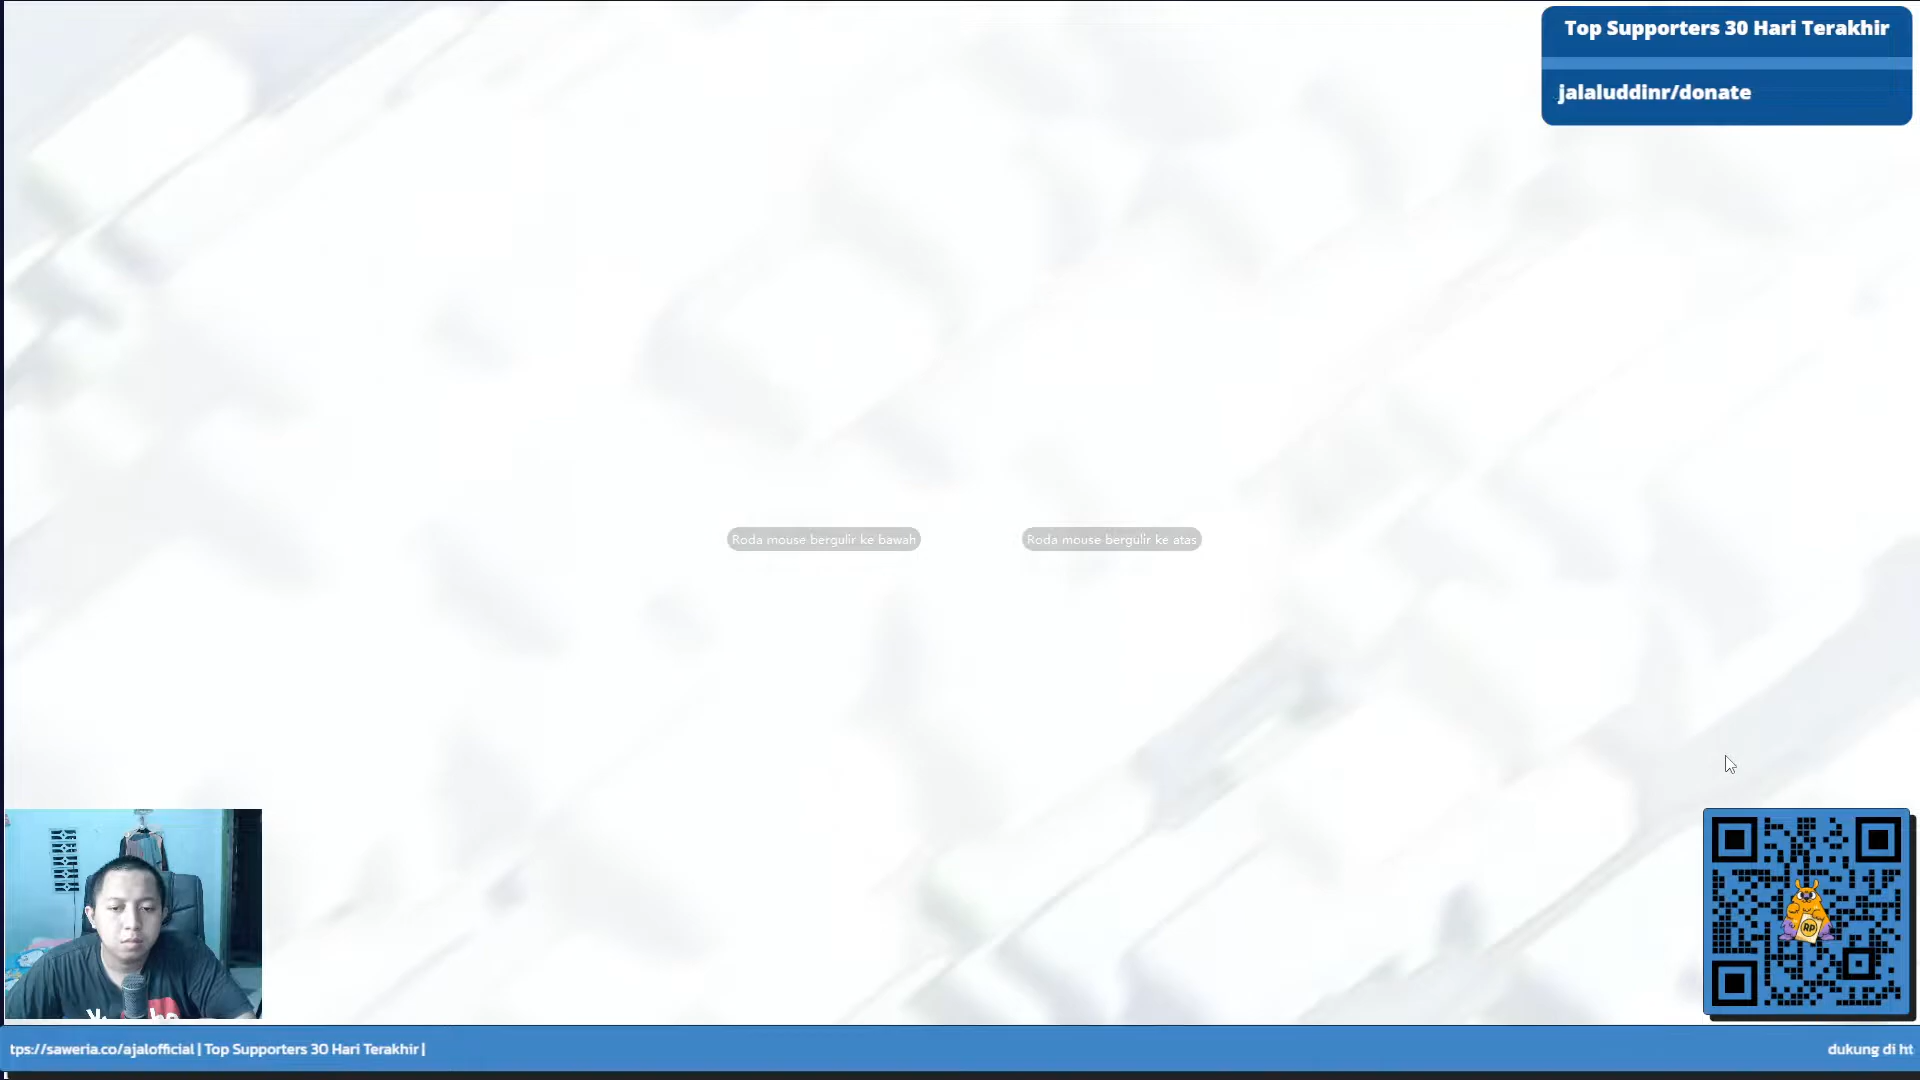 Top Supporters 30 Hari Terakhir
jalaluddinr/donate
Roda mouse bergulir ke bawah
Roda mouse bergulir ke atas
RP
tps://saweria.co/ajalofficial | Top Supporters 30 Hari Terakhir |
dukung di ht